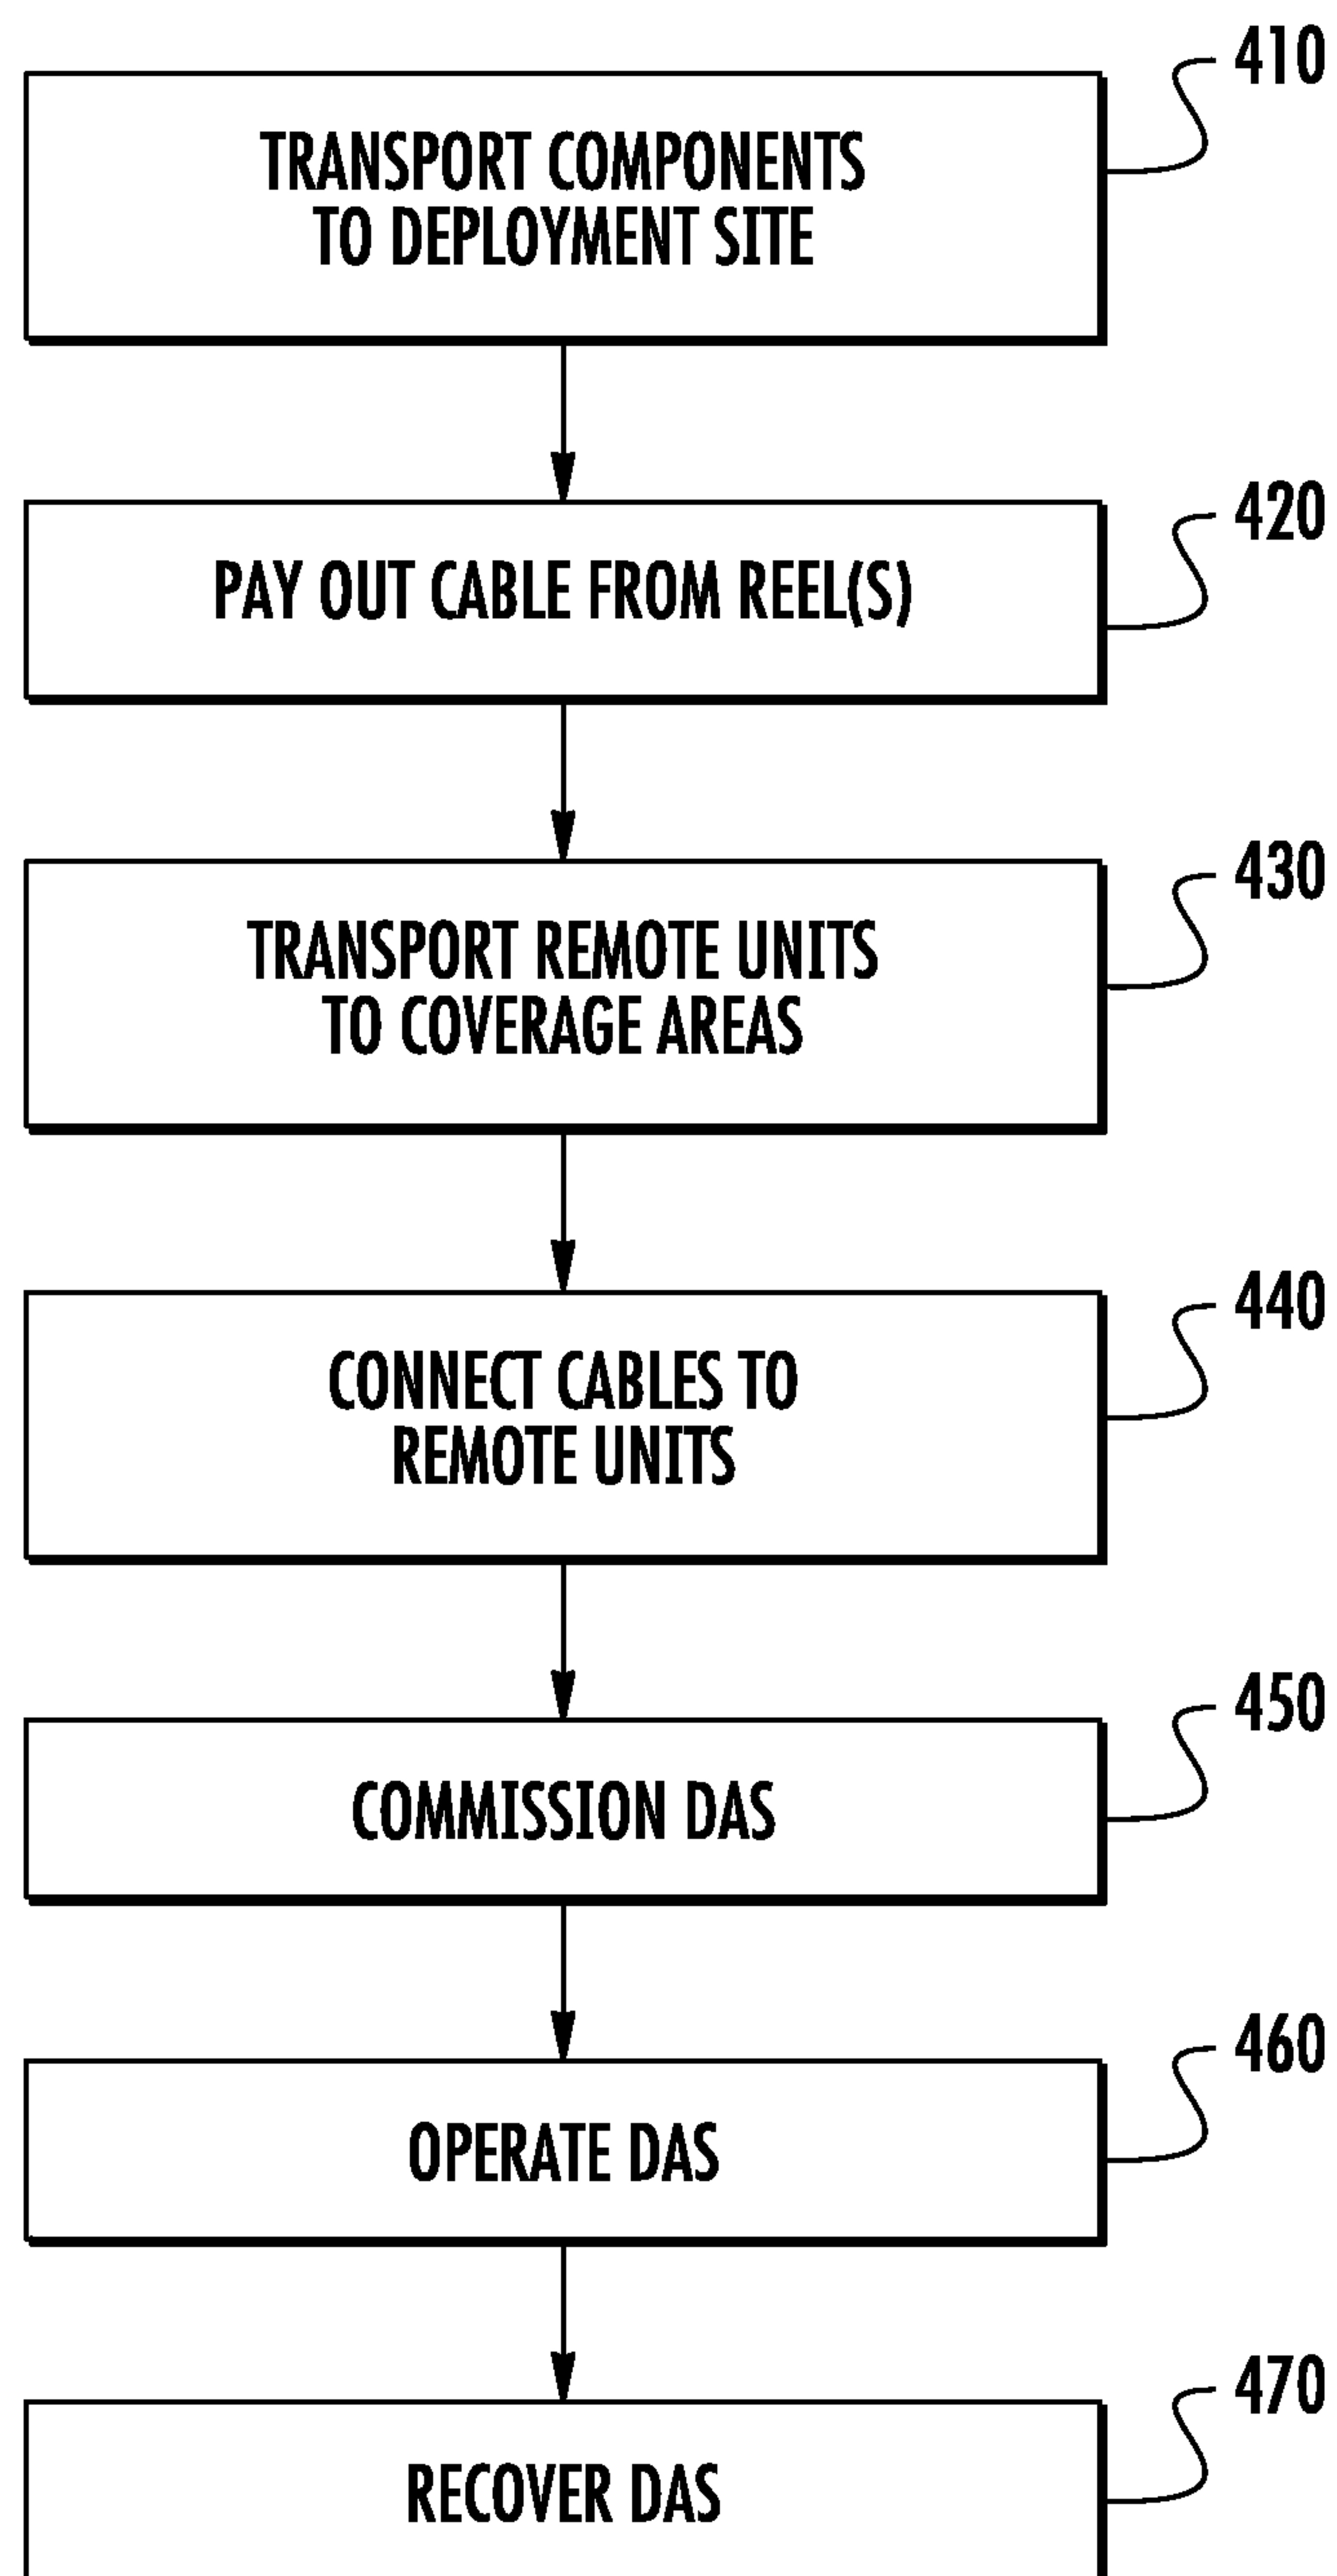 410
TRANSPORT COMPONENTS
TO DEPLOYMENT SITE
420
PAY OUT CABLE FROM REEL(S)
430
TRANSPORT REMOTE UNITS
TO COVERAGE AREAS
440
CONNECT CABLES TO
REMOTE UNITS
450
COMMISSION DAS
460
OPERATE DAS
470
RECOVER DAS